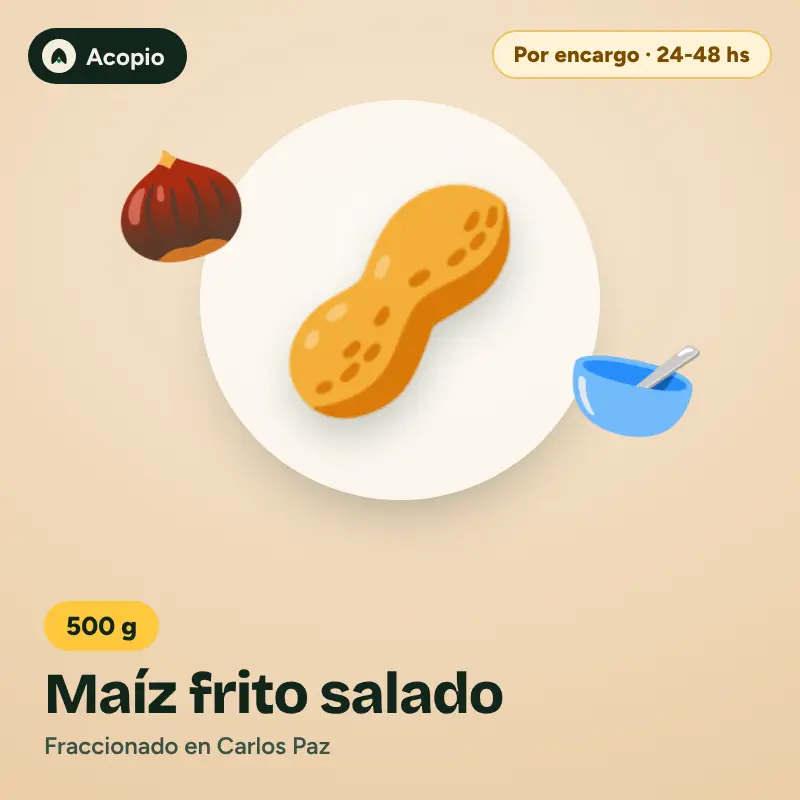 Acopio
Por encargo · 24-48 hs
500 g
Maíz frito salado
Fraccionado en Carlos Paz